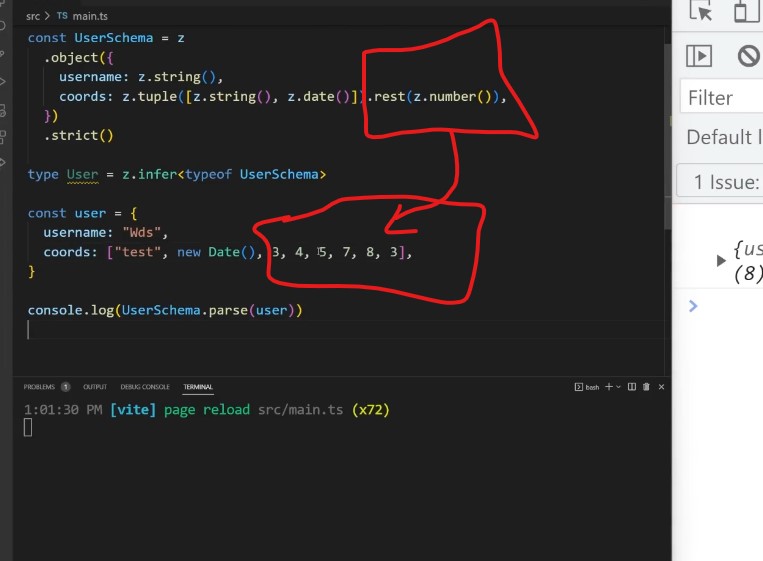 src > TS main.ts
const UserSchema = z
.object({
username: z.string(),
coords: z.tuple([z.string(), z.date()]).rest(z.number()),
})
.strict()
type User = z.infer<typeof UserSchema>
const user = {
username: "Wds",
coords: ["test", new Date(), 3, 4, 5, 7, 8, 3],
}
console.log(UserSchema.parse(user))
PROBLEMS 1 OUTPUT DEBUG CONSOLE TERMINAL bash
1:01:30 PM [vite] page reload src/main.ts (x72)
Filter
Default l
1 Issue:
{us
(8)